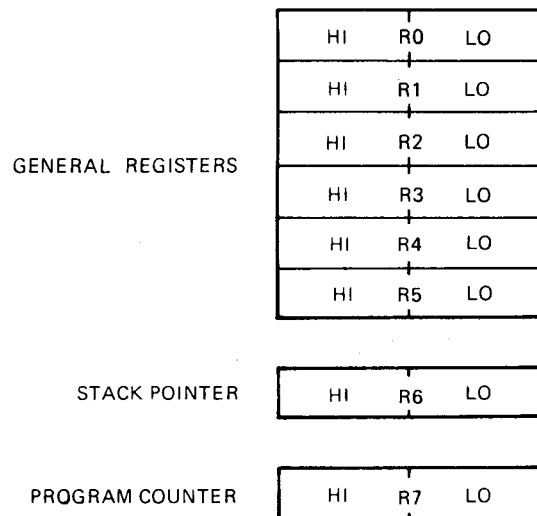 HI R0 LO
HI R1 LO
HI R2 LO
GENERAL REGISTERS
HI R3 LO
HI R4 LO
HI R5 LO
STACK POINTER HI R6 LO
PROGRAM COUNTER HI R7 LO